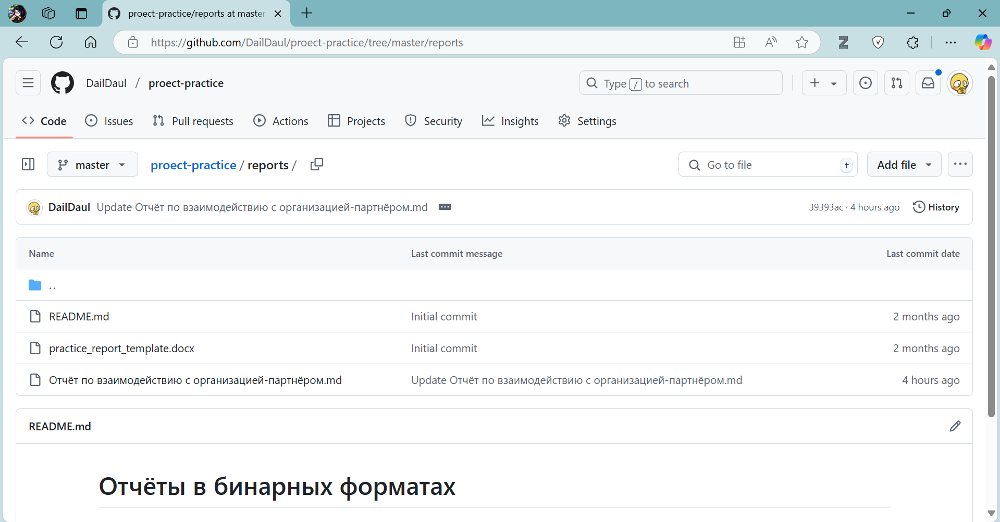 proect-practice/reports at master
https://github.com/DailDaul/proect-practice/tree/master/reports
DailDaul / proect-practice
Type / to search
Code Issues Pull requests Actions Projects Security Insights Settings
master proect-practice / reports /
Go to file t
Add file
DailDaul Update Отчёт по взаимодействию с организацией-партнёром.md
39393ac · 4 hours ago History
Name Last commit message Last commit date
..
README.md Initial commit 2 months ago
practice_report_template.docx Initial commit 2 months ago
Отчёт по взаимодействию с организацией-партнёром.md Update Отчёт по взаимодействию с организацией-партнёром.md 4 hours ago
README.md
Отчёты в бинарных форматах